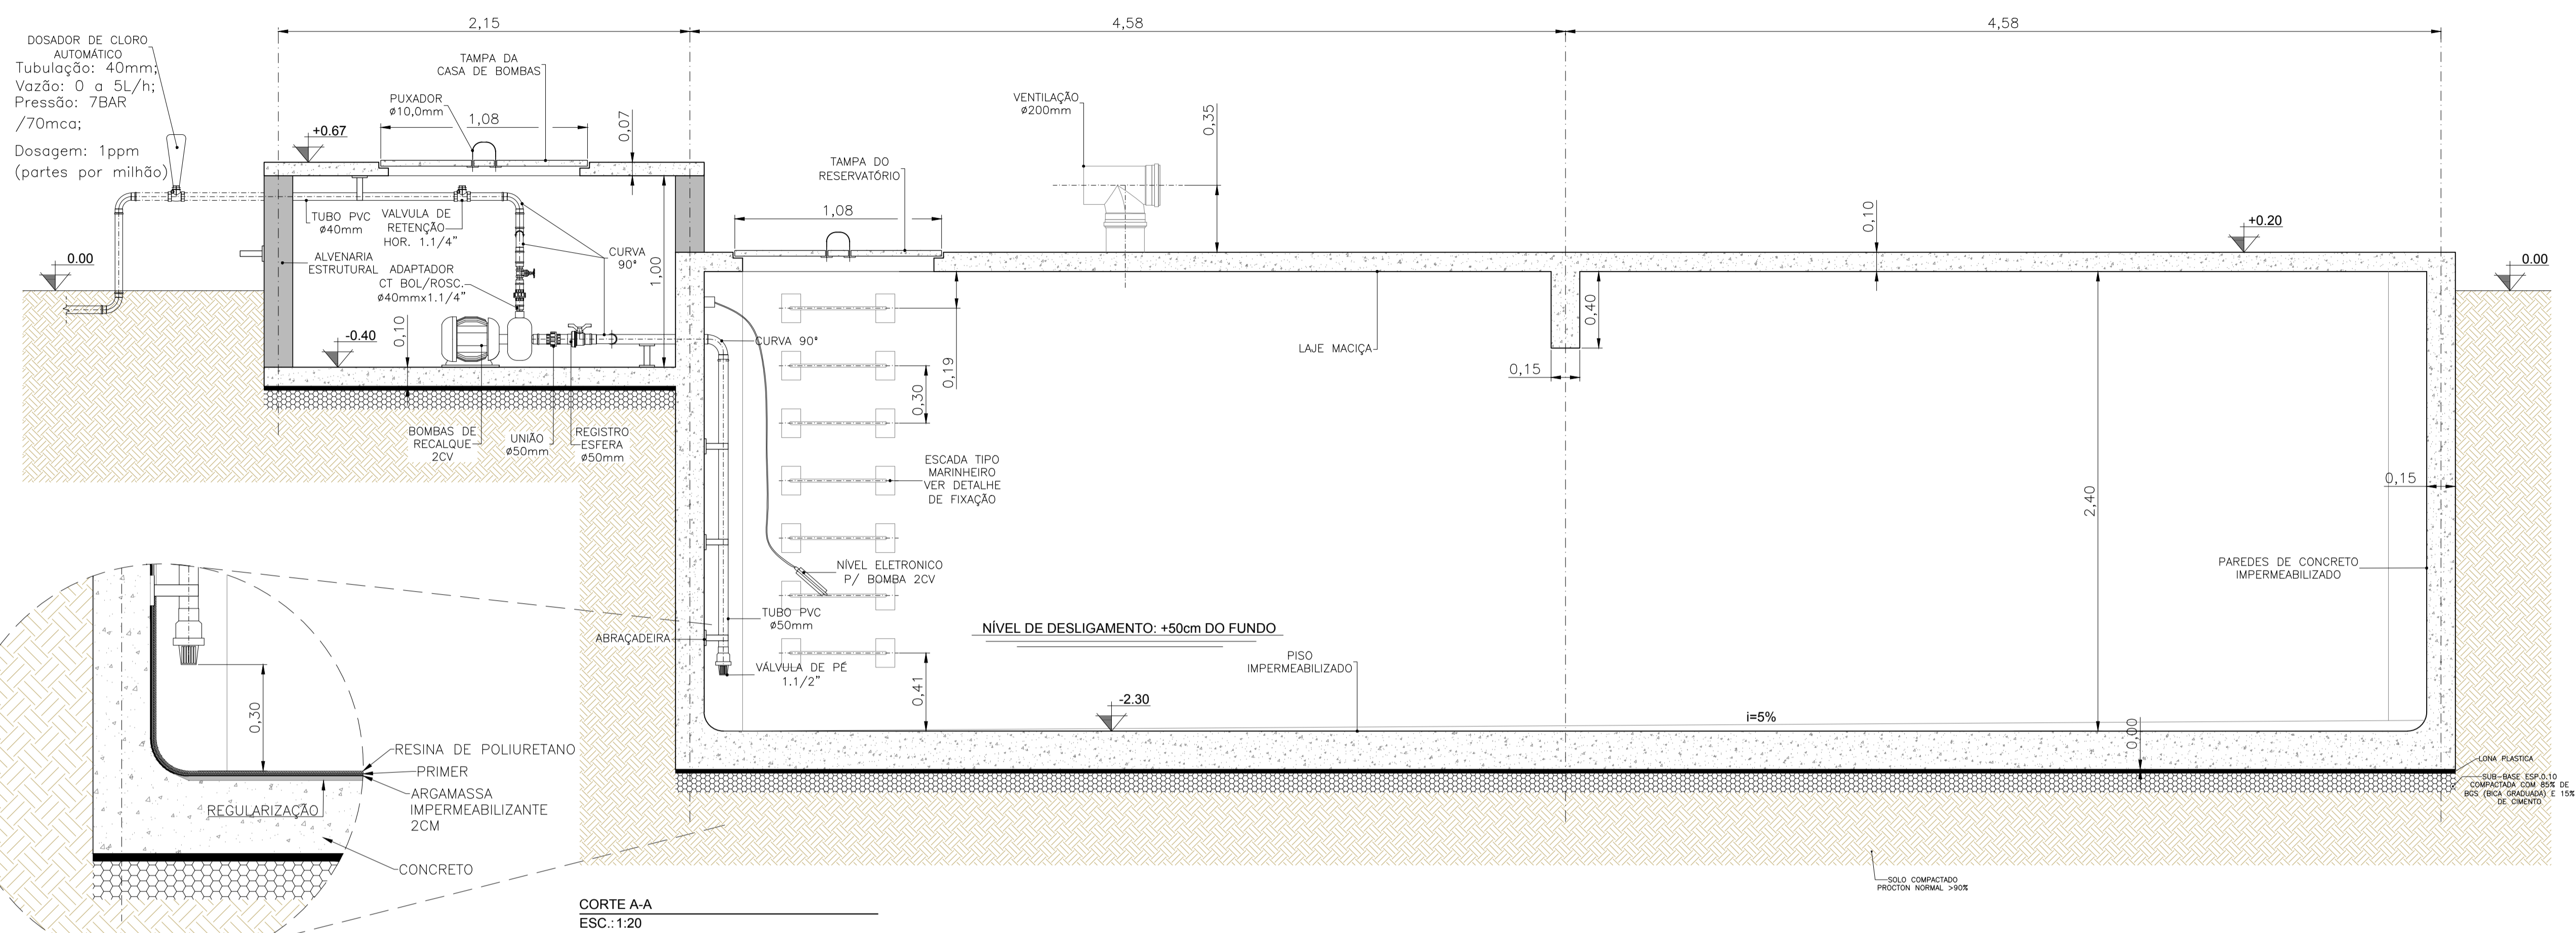 2,15
4,58
4,58
DOSADOR DE CLORO
AUTOMÁTICO
Tubulação: 40mm;
Vazão: 0 a 5L/h;
Pressão: 7BAR
/70mca;
Dosagem: 1ppm
(partes por milhão)
TAMPA DA
CASA DE BOMBAS
PUXADOR
ø10,0mm
1,08
0,07
+0.67
VENTILAÇÃO
ø200mm
0,35
TAMPA DO
RESERVATÓRIO
1,08
0,10
+0.20
0.00
0.00
TUBO PVC
ø40mm
VALVULA DE
RETENÇÃO
HOR. 1.1/4"
ALVENARIA
ESTRUTURAL
ADAPTADOR
CT BOL/ROSC.
ø40mmx1.1/4"
CURVA
90°
1,00
-0.40
0,10
CURVA 90°
0,19
0,30
LAJE MACIÇA
0,40
0,15
BOMBAS DE
RECALQUE
2CV
UNIÃO
ø50mm
REGISTRO
ESFERA
ø50mm
ESCADA TIPO
MARINHEIRO
VER DETALHE
DE FIXAÇÃO
2,40
0,15
NÍVEL ELETRONICO
P/ BOMBA 2CV
PAREDES DE CONCRETO
IMPERMEABILIZADO
TUBO PVC
ø50mm
ABRAÇADEIRA
NÍVEL DE DESLIGAMENTO: +50cm DO FUNDO
VÁLVULA DE PÉ
1.1/2"
0,41
PISO
IMPERMEABILIZADO
-2.30
i=5%
0,00
LONA PLASTICA
SUB-BASE ESP.0.10
COMPACTADA COM 85% DE
BGS (BICA GRADUADA) E 15%
DE CIMENTO
0,30
RESINA DE POLIURETANO
PRIMER
ARGAMASSA
IMPERMEABILIZANTE
2CM
REGULARIZAÇÃO
CONCRETO
SOLO COMPACTADO
PROCTON NORMAL >90%
CORTE A-A
ESC.: 1:20